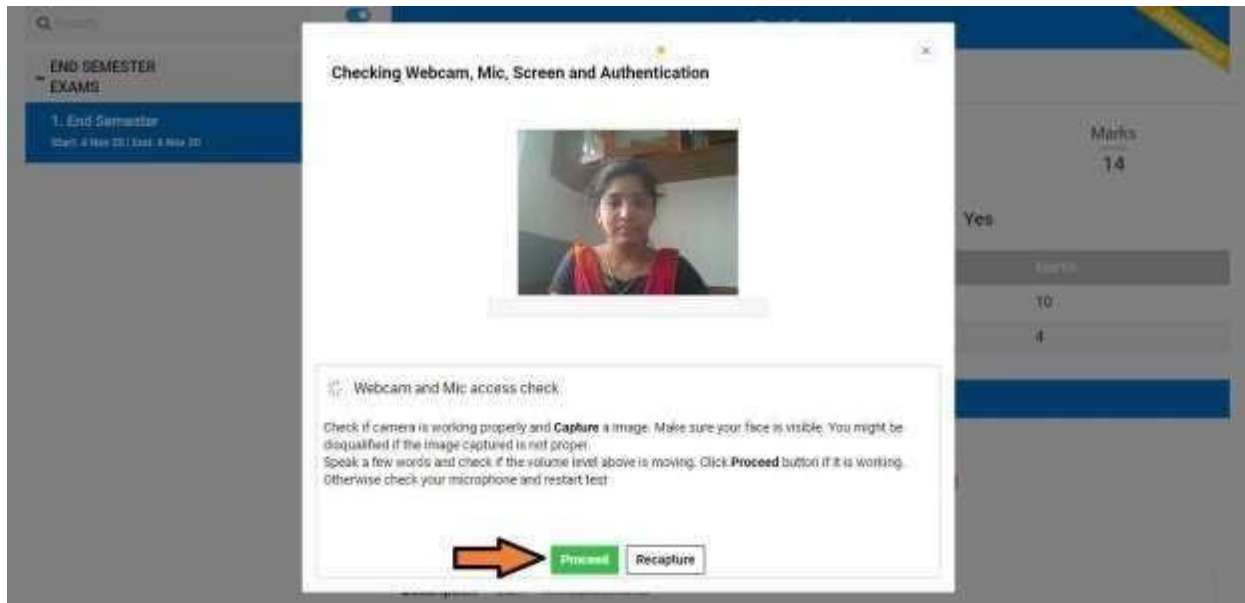 END SEMESTER
EXAMS
1. End Semester
Checking Webcam, Mic, Screen and Authentication
Marks
14
Yes
Marks
10
4
Webcam and Mic access check
Check if camera is working properly and Capture a image. Make sure your face is visible. You might be
disqualified if the image captured is not proper.
Speak a few words and check if the volume level above is moving. Click Proceed button if it is working.
Otherwise check your microphone and restart test
Proceed
Recapture